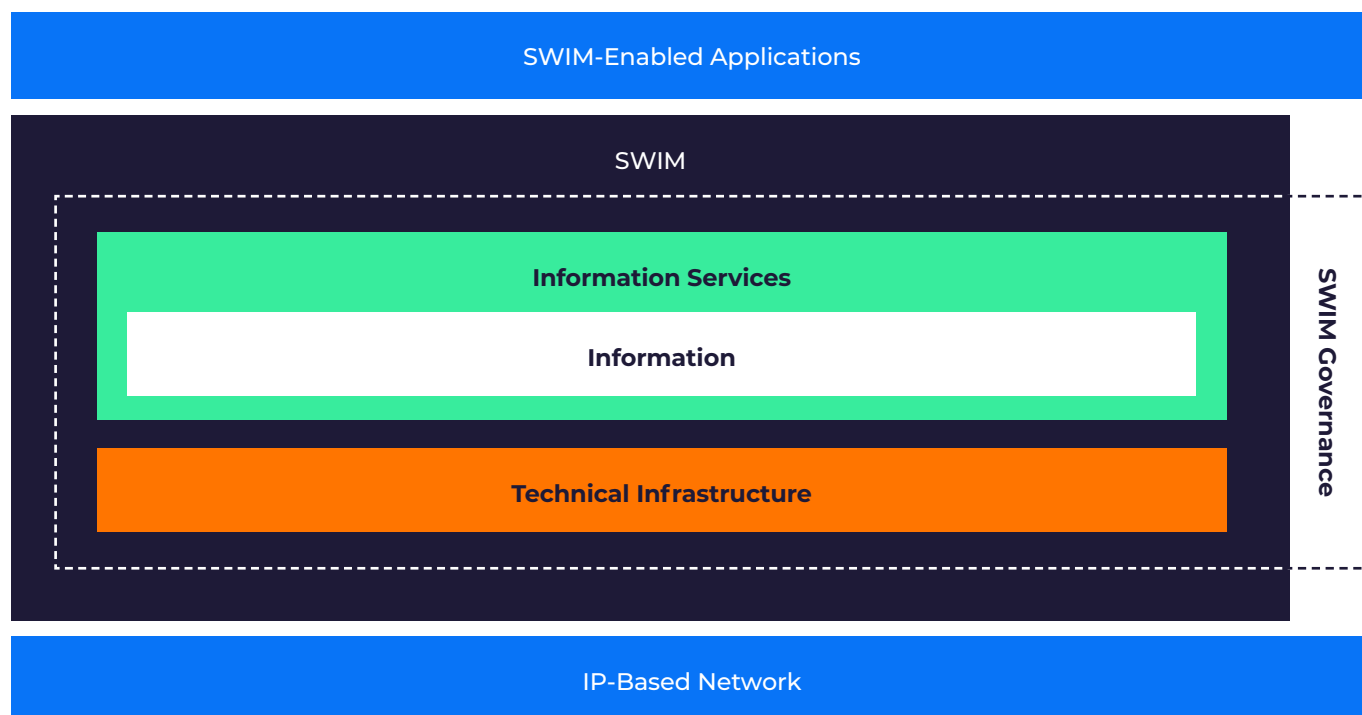 SWIM-Enabled Applications
SWIM
Information Services
Information
SWIM Governance
Technical Infrastructure
IP-Based Network